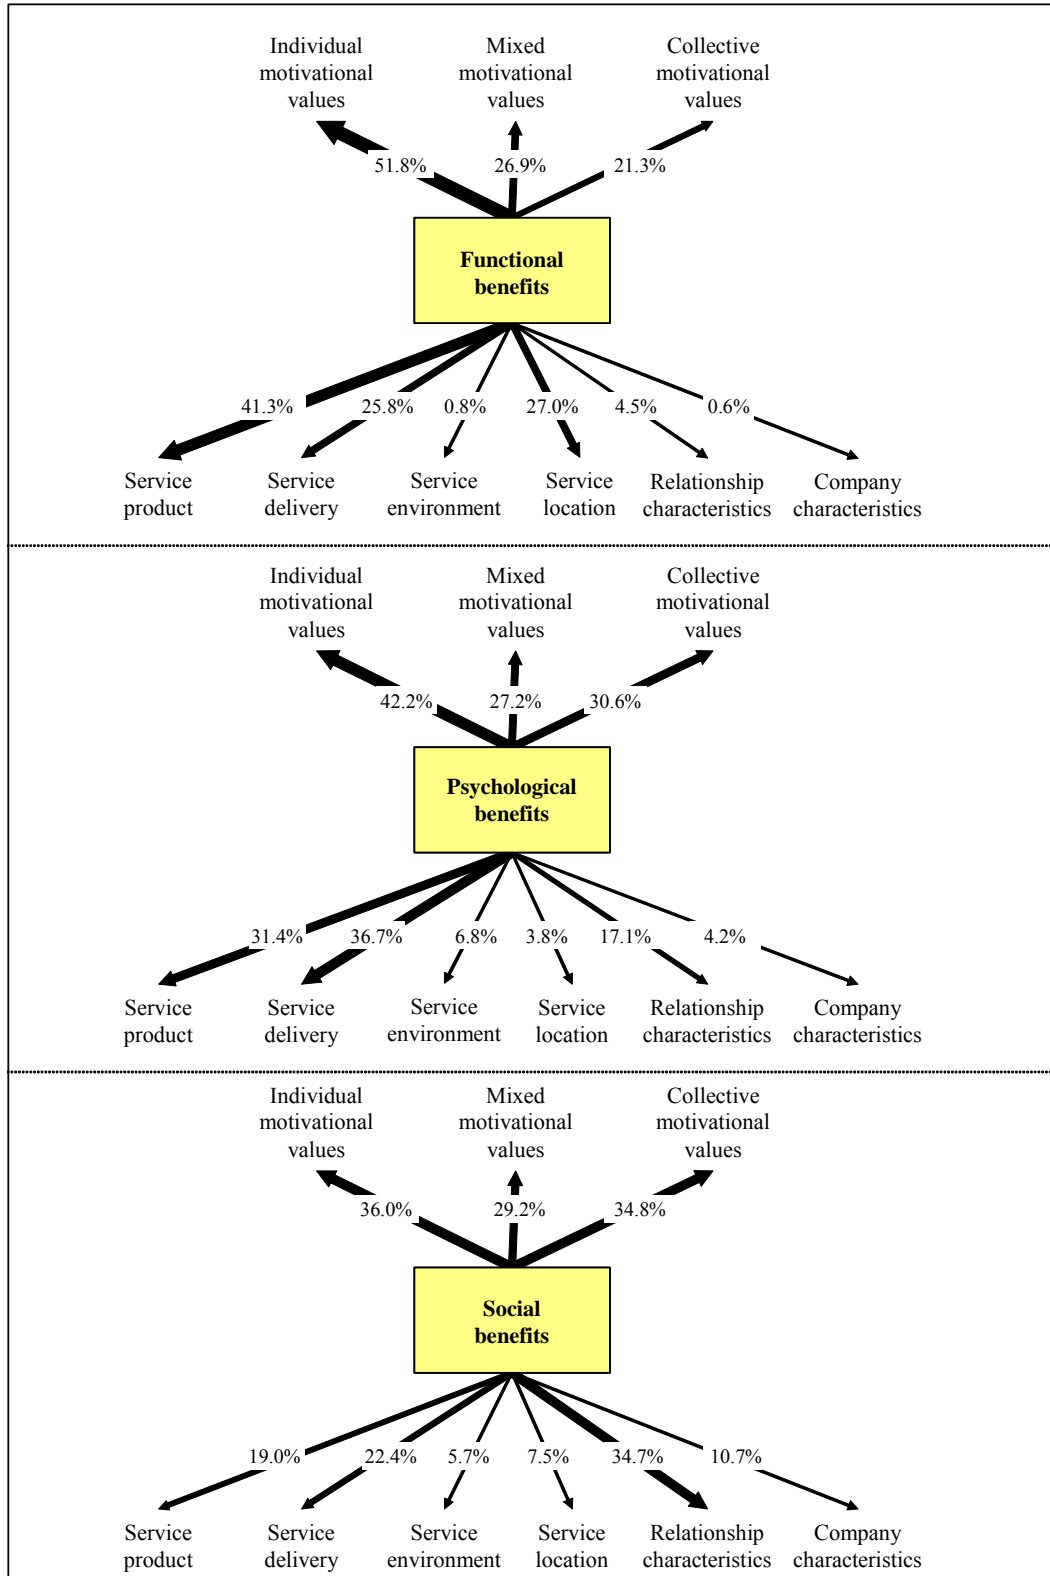 Individual
motivational
values
Mixed
motivational
values
Collective
motivational
values
51.8%
26.9%
21.3%
Functional
benefits
41.3%
25.8%
0.8%
27.0%
4.5%
0.6%
Service
product
Service
delivery
Service
environment
Service
location
Relationship
characteristics
Company
characteristics
Individual
motivational
values
Mixed
motivational
values
Collective
motivational
values
42.2%
27.2%
30.6%
Psychological
benefits
31.4%
36.7%
6.8%
3.8%
17.1%
4.2%
Service
product
Service
delivery
Service
environment
Service
location
Relationship
characteristics
Company
characteristics
Individual
motivational
values
Mixed
motivational
values
Collective
motivational
values
36.0%
29.2%
34.8%
Social
benefits
19.0%
22.4%
5.7%
7.5%
34.7%
10.7%
Service
product
Service
delivery
Service
environment
Service
location
Relationship
characteristics
Company
characteristics